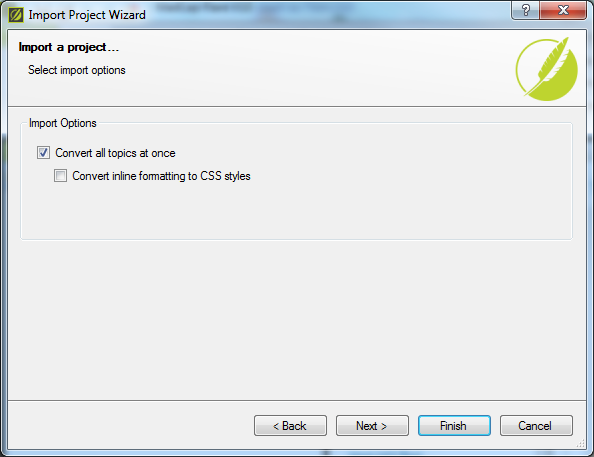 Import Project Wizard
?
Import a project...
Select import options
Import Options
Convert all topics at once
Convert inline formatting to CSS styles
< Back Next > Finish Cancel